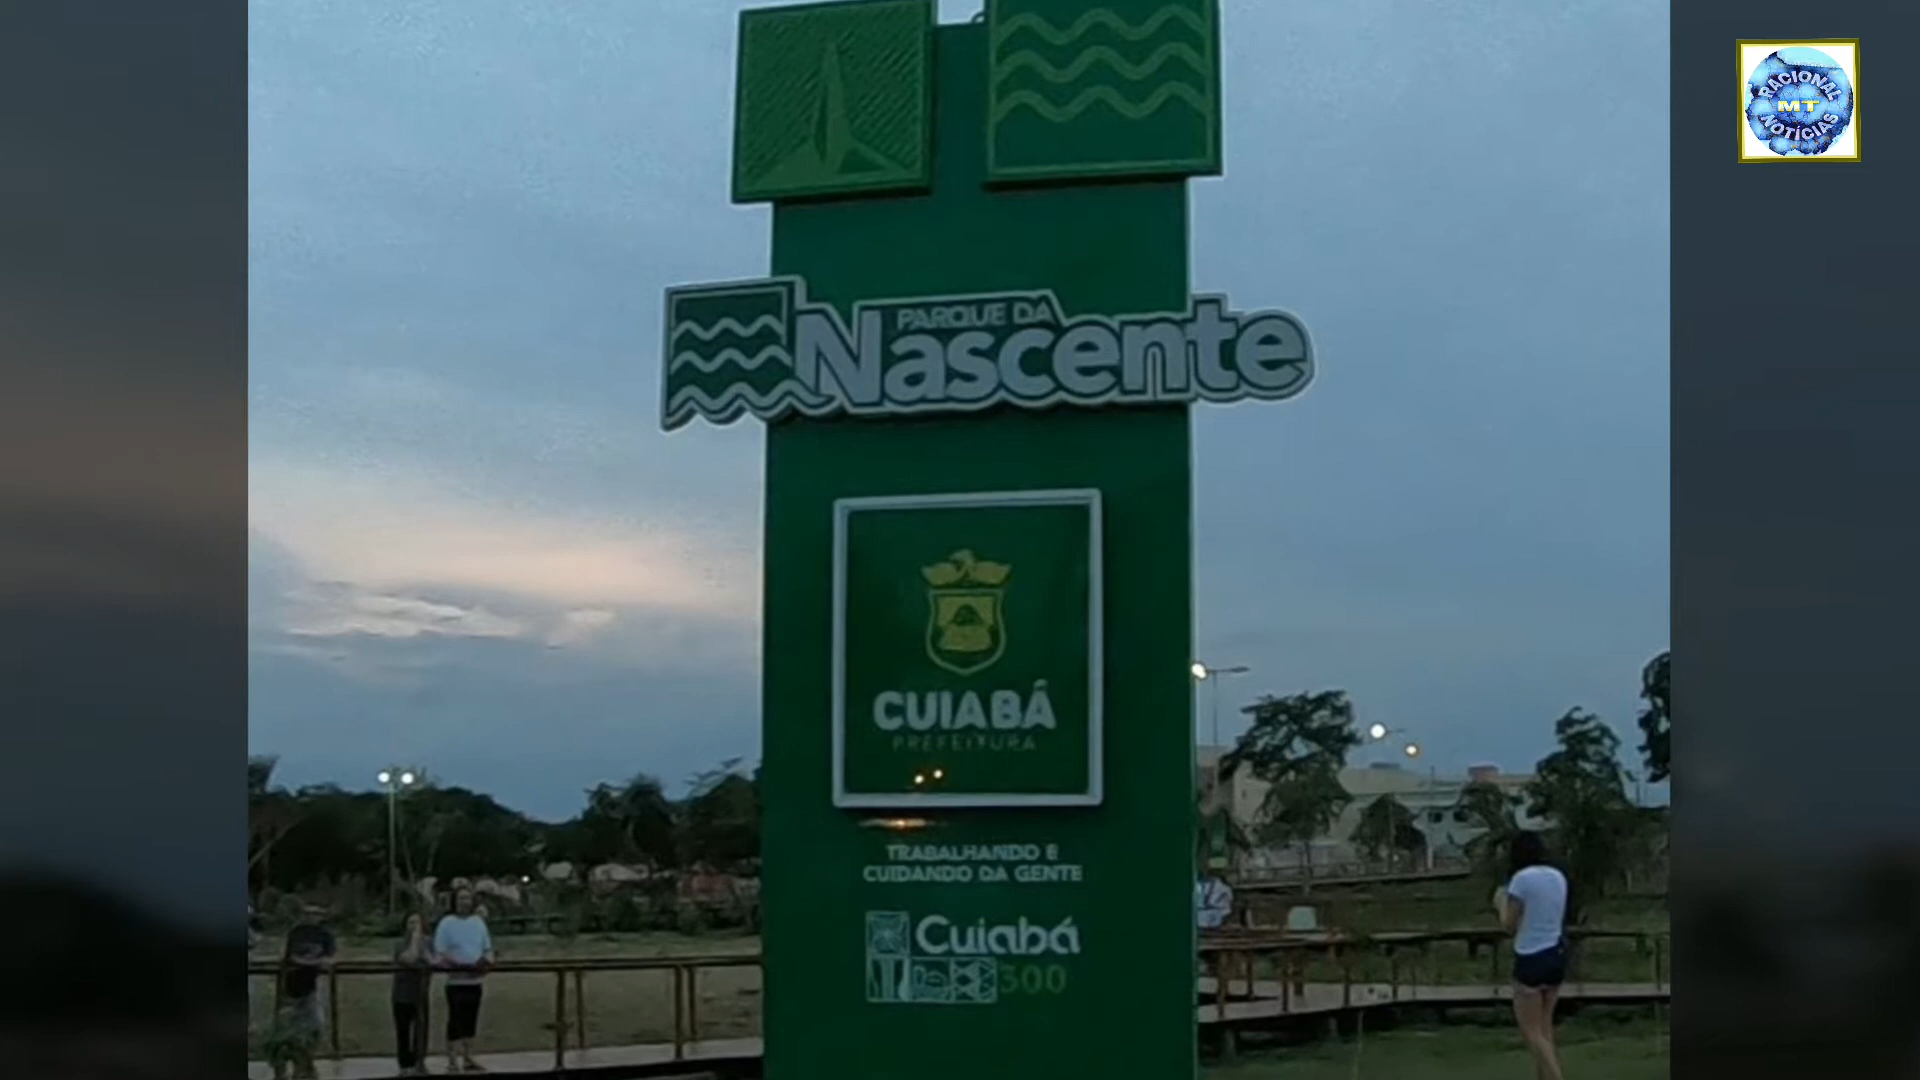 PARQUE DA
Nascente
CUIABÁ
PREFEITURA
TRABALHANDO E
CUIDANDO DA GENTE
Cuiabá
300
RACIONAL
MT
NOTÍCIAS